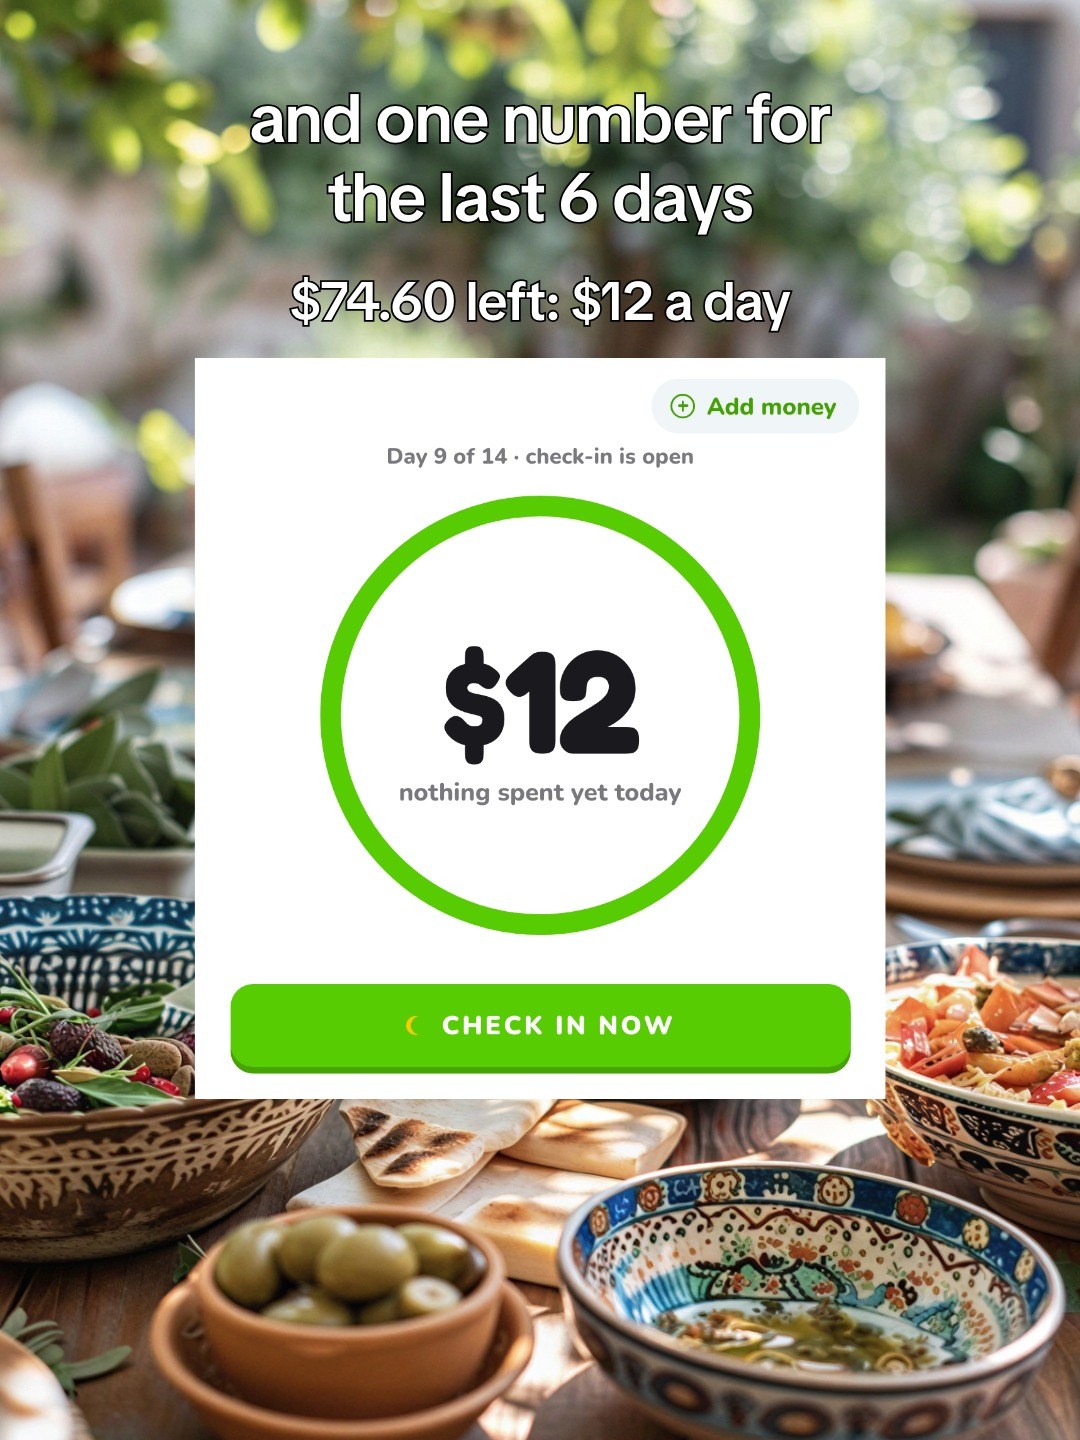 and one number for
the last 6 days
$74.60 left: $12 a day
Add money
Day 9 of 14 · check-in is open
$12
nothing spent yet today
CHECK IN NOW